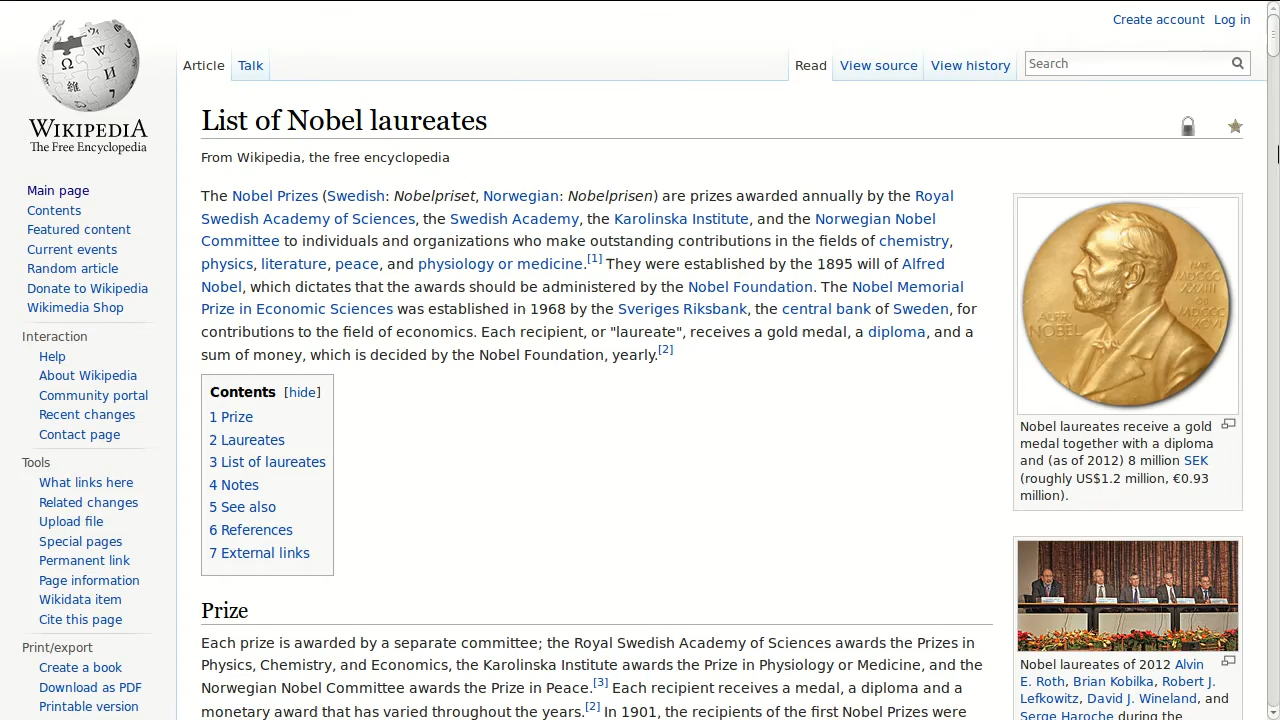 Create account Log in
Article Talk Read View source View history Search
WIKIPEDIA
The Free Encyclopedia
Main page
Contents
Featured content
Current events
Random article
Donate to Wikipedia
Wikimedia Shop
Interaction
Help
About Wikipedia
Community portal
Recent changes
Contact page
Tools
What links here
Related changes
Upload file
Special pages
Permanent link
Page information
Wikidata item
Cite this page
Print/export
Create a book
Download as PDF
Printable version
List of Nobel laureates
From Wikipedia, the free encyclopedia
The Nobel Prizes (Swedish: Nobelpriset, Norwegian: Nobelprisen) are prizes awarded annually by the Royal
Swedish Academy of Sciences, the Swedish Academy, the Karolinska Institute, and the Norwegian Nobel
Committee to individuals and organizations who make outstanding contributions in the fields of chemistry,
physics, literature, peace, and physiology or medicine.[1] They were established by the 1895 will of Alfred
Nobel, which dictates that the awards should be administered by the Nobel Foundation. The Nobel Memorial
Prize in Economic Sciences was established in 1968 by the Sveriges Riksbank, the central bank of Sweden, for
contributions to the field of economics. Each recipient, or "laureate", receives a gold medal, a diploma, and a
sum of money, which is decided by the Nobel Foundation, yearly.[2]
Contents [hide]
1 Prize
2 Laureates
3 List of laureates
4 Notes
5 See also
6 References
7 External links
Prize
Each prize is awarded by a separate committee; the Royal Swedish Academy of Sciences awards the Prizes in
Physics, Chemistry, and Economics, the Karolinska Institute awards the Prize in Physiology or Medicine, and the
Norwegian Nobel Committee awards the Prize in Peace.[3] Each recipient receives a medal, a diploma and a
monetary award that has varied throughout the years.[2] In 1901, the recipients of the first Nobel Prizes were
ALFR·
NOBEL
NAT·
MDCCC
XXXIII
OB·
MDCCC
XCVI
Nobel laureates receive a gold
medal together with a diploma
and (as of 2012) 8 million SEK
(roughly US$1.2 million, €0.93
million).
Nobel laureates of 2012 Alvin
E. Roth, Brian Kobilka, Robert J.
Lefkowitz, David J. Wineland, and
Serge Haroche during the